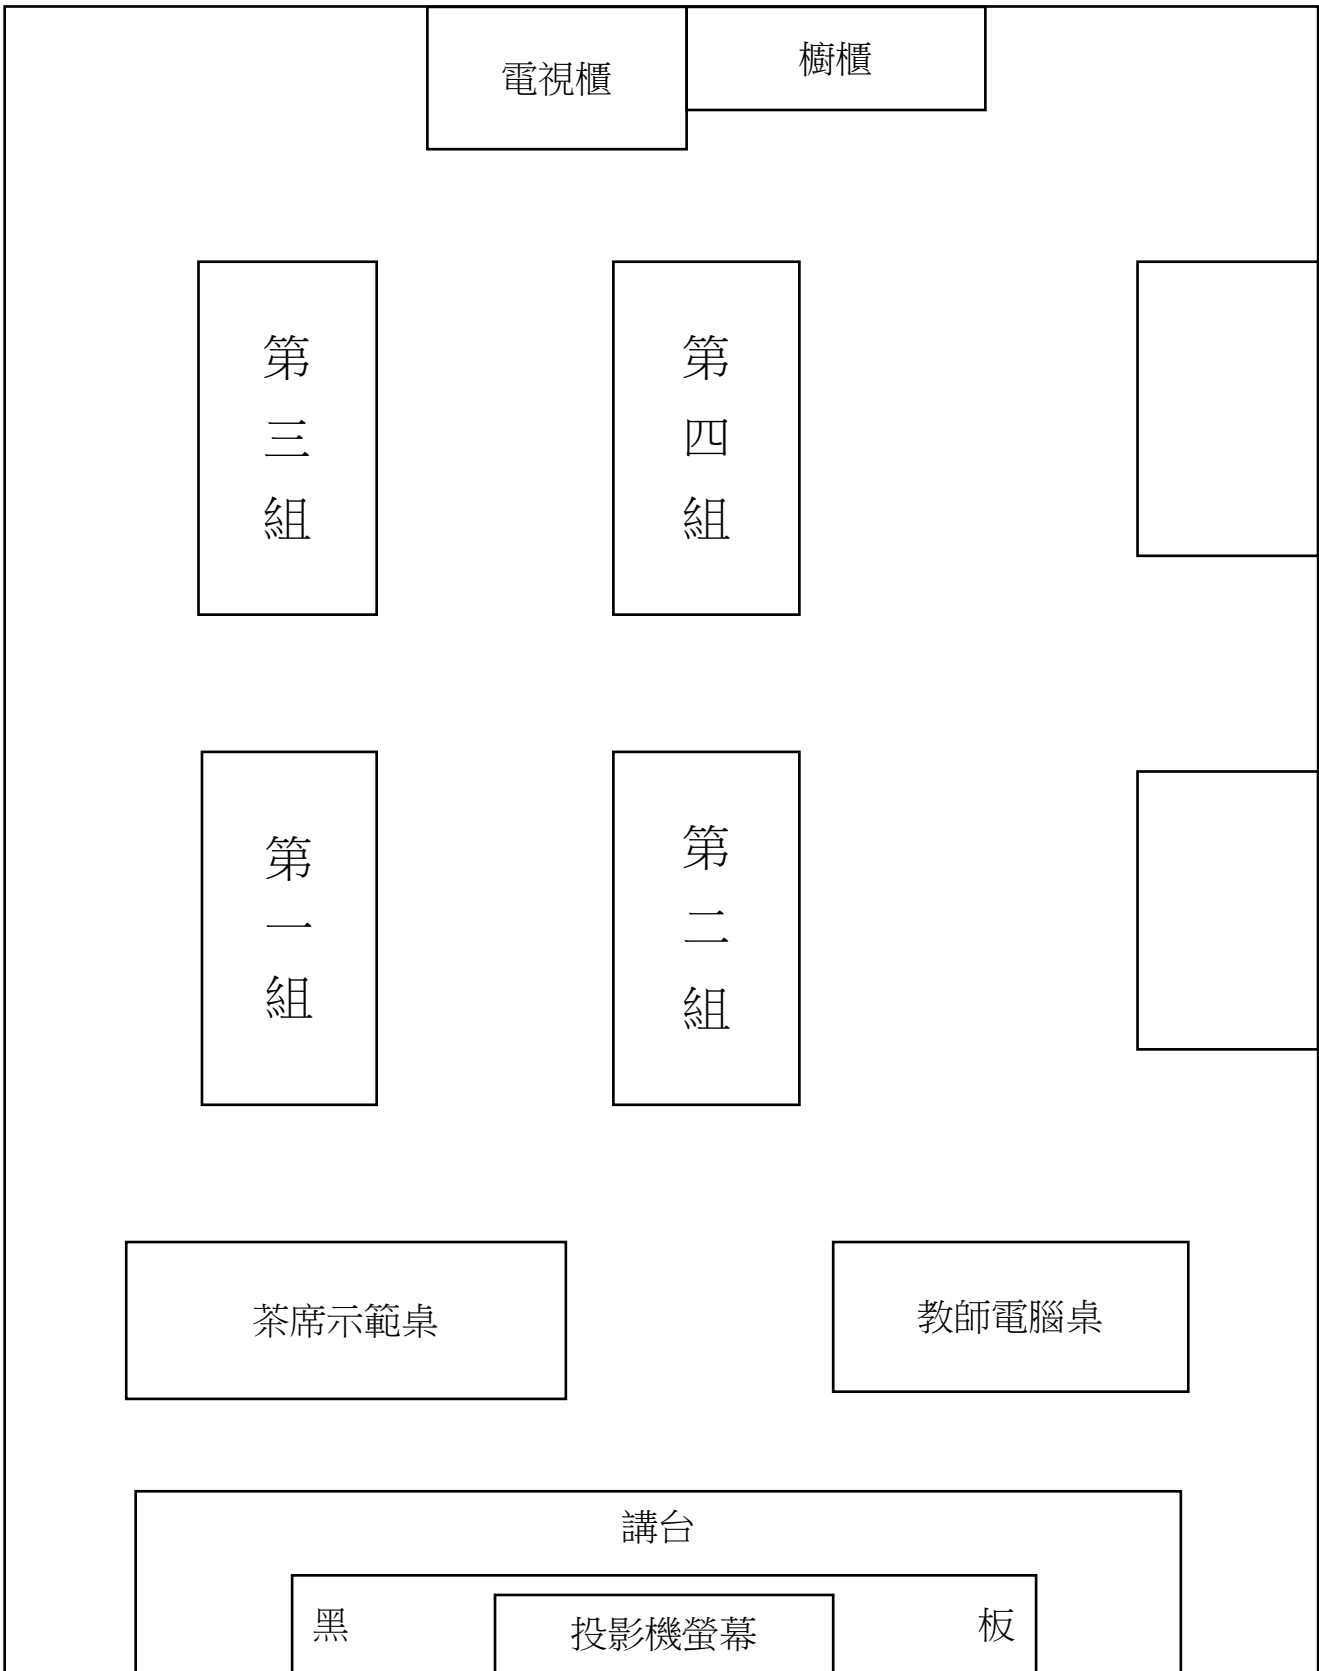 電視櫃
櫥櫃
第三組
第四組
第一組
第二組
茶席示範桌
教師電腦桌
講台
黑
投影機螢幕
板